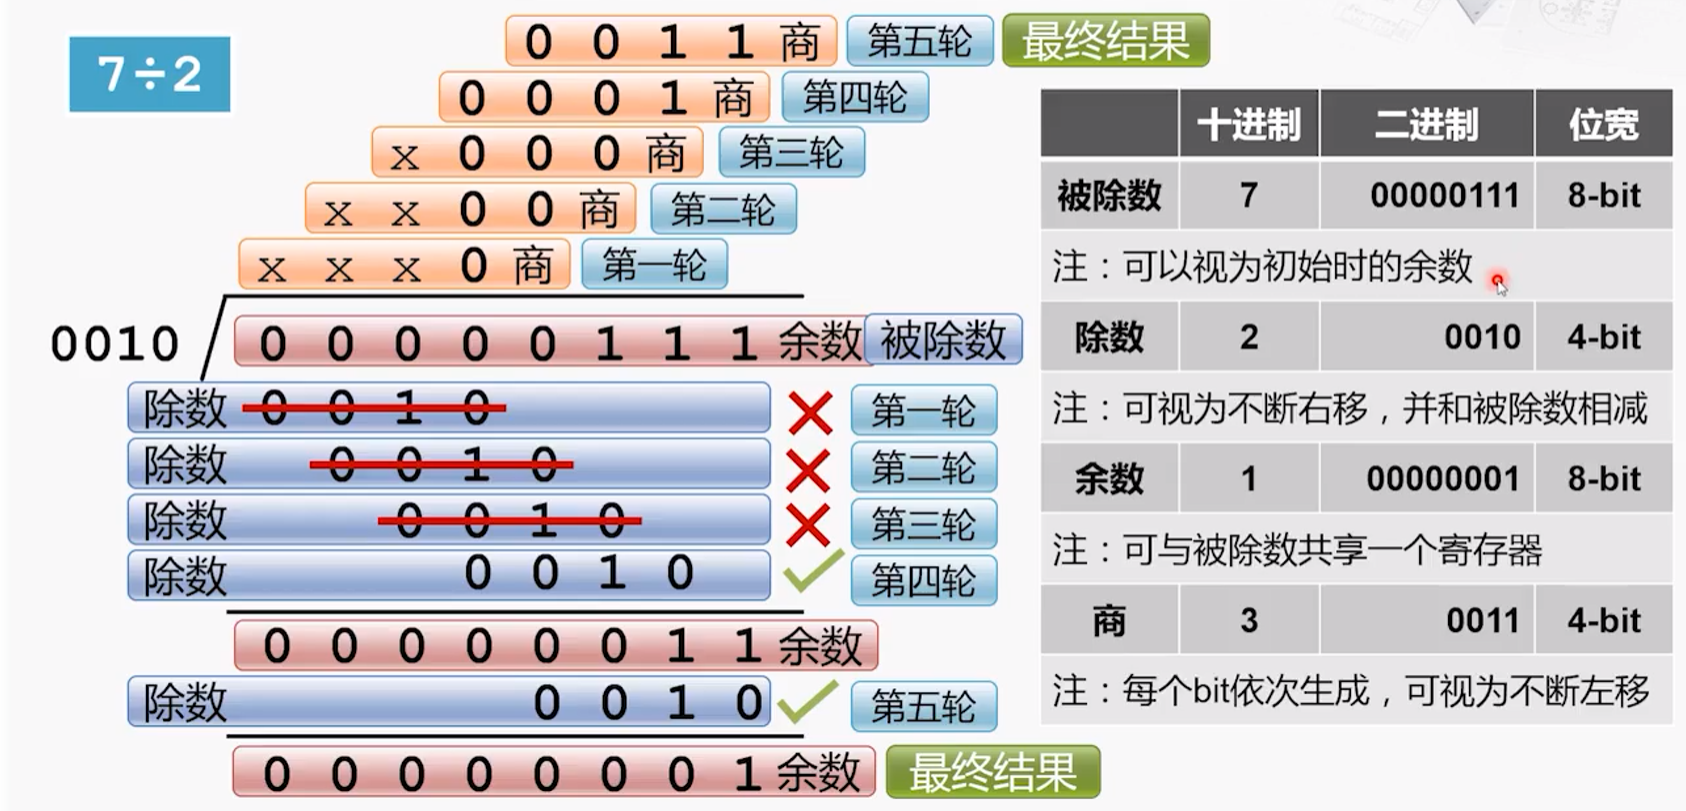 7÷2
0 0 1 1 商 第五轮 最终结果
0 0 0 1 商 第四轮
x 0 0 0 商 第三轮
x x 0 0 商 第二轮
x x x 0 商 第一轮
0010 0 0 0 0 0 1 1 1 余数 被除数
除数 0 0 1 0 第一轮
除数 0 0 1 0 第二轮
除数 0 0 1 0 第三轮
除数 0 0 1 0 第四轮
0 0 0 0 0 0 1 1 余数
除数 0 0 1 0 第五轮
0 0 0 0 0 0 0 1 余数 最终结果
十进制 二进制 位宽
被除数 7 00000111 8-bit
注：可以视为初始时的余数
除数 2 0010 4-bit
注：可视为不断右移，并和被除数相减
余数 1 00000001 8-bit
注：可与被除数共享一个寄存器
商 3 0011 4-bit
注：每个bit依次生成，可视为不断左移